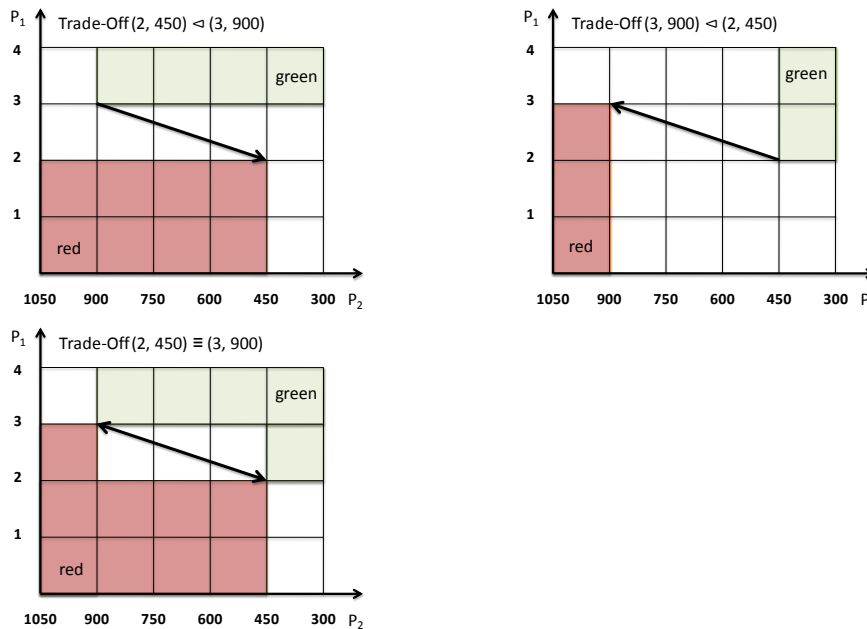 P1 Trade-Off (2, 450) ⊲ (3, 900)
4
green
3
2
1
red
1050 900 750 600 450 300 P2
P1 Trade-Off (3, 900) ⊲ (2, 450)
4
green
3
2
1
red
1050 900 750 600 450 300 P
P1 Trade-Off (2, 450) ≡ (3, 900)
4
green
3
2
1
red
1050 900 750 600 450 300 P2